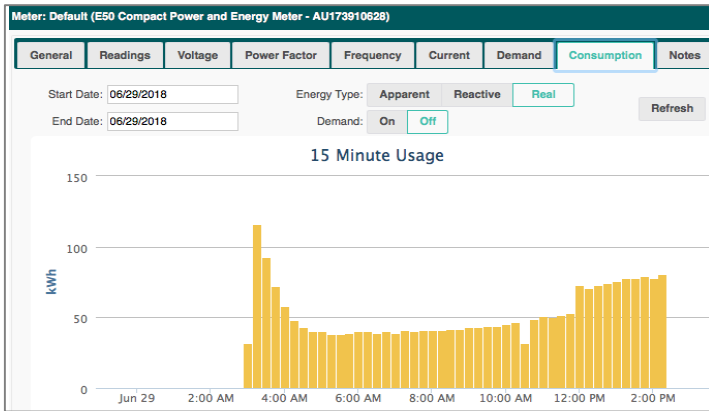 Meter: Default (E50 Compact Power and Energy Meter - AU173910628)
General Readings Voltage Power Factor Frequency Current Demand Consumption Notes
Start Date: 06/29/2018 Energy Type: Apparent Reactive Real
Refresh
End Date: 06/29/2018 Demand: On Off
15 Minute Usage
150
100
kWh
50
0
Jun 29 2:00 AM 4:00 AM 6:00 AM 8:00 AM 10:00 AM 12:00 PM 2:00 PM